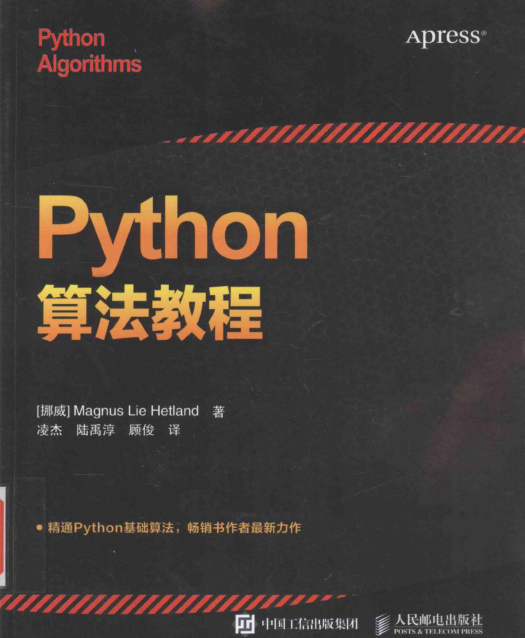 Python
Algorithms
Apress®
Python
算法教程
[挪威] Magnus Lie Hetland 著
凌杰 陆禹淳 顾俊 译
● 精通Python基础算法，畅销书作者最新力作
中国工信出版集团
人民邮电出版社
POSTS & TELECOM PRESS